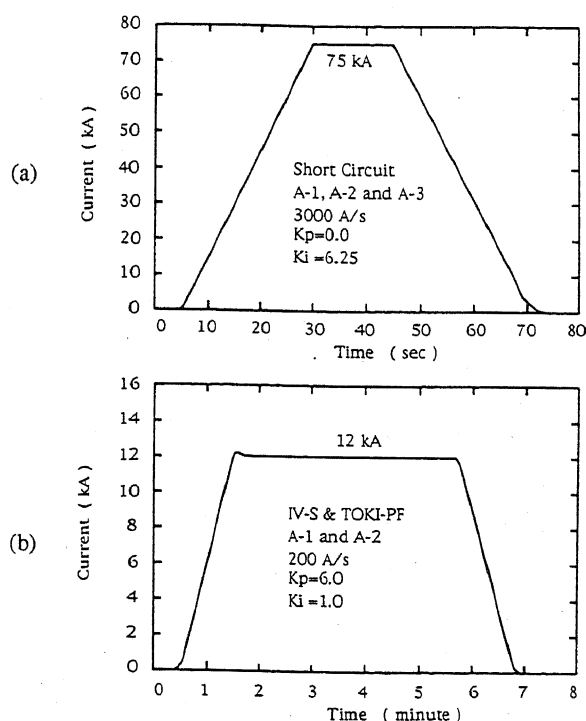 (a)
Current ( kA )
80
70
60
50
40
30
20
10
0
75 kA
Short Circuit
A-1, A-2 and A-3
3000 A/s
Kp=0.0
Ki =6.25
0 10 20 30 40 50 60 70 80
Time ( sec )
(b)
Current ( kA )
16
14
12
10
8
6
4
2
0
12 kA
IV-S & TOKI-PF
A-1 and A-2
200 A/s
Kp=6.0
Ki =1.0
0 1 2 3 4 5 6 7 8
Time ( minute )